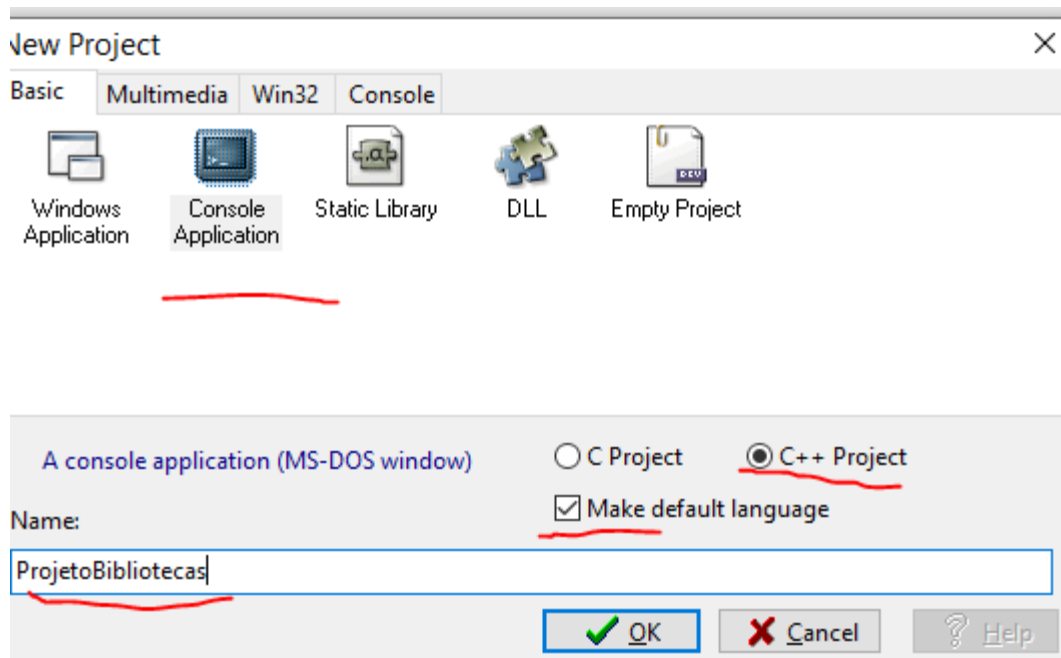 New Project
Basic Multimedia Win32 Console
Windows Application
Console Application
Static Library
DLL
Empty Project
A console application (MS-DOS window)
C Project
C++ Project
Make default language
Name:
ProjetoBibliotecas
OK
Cancel
Help